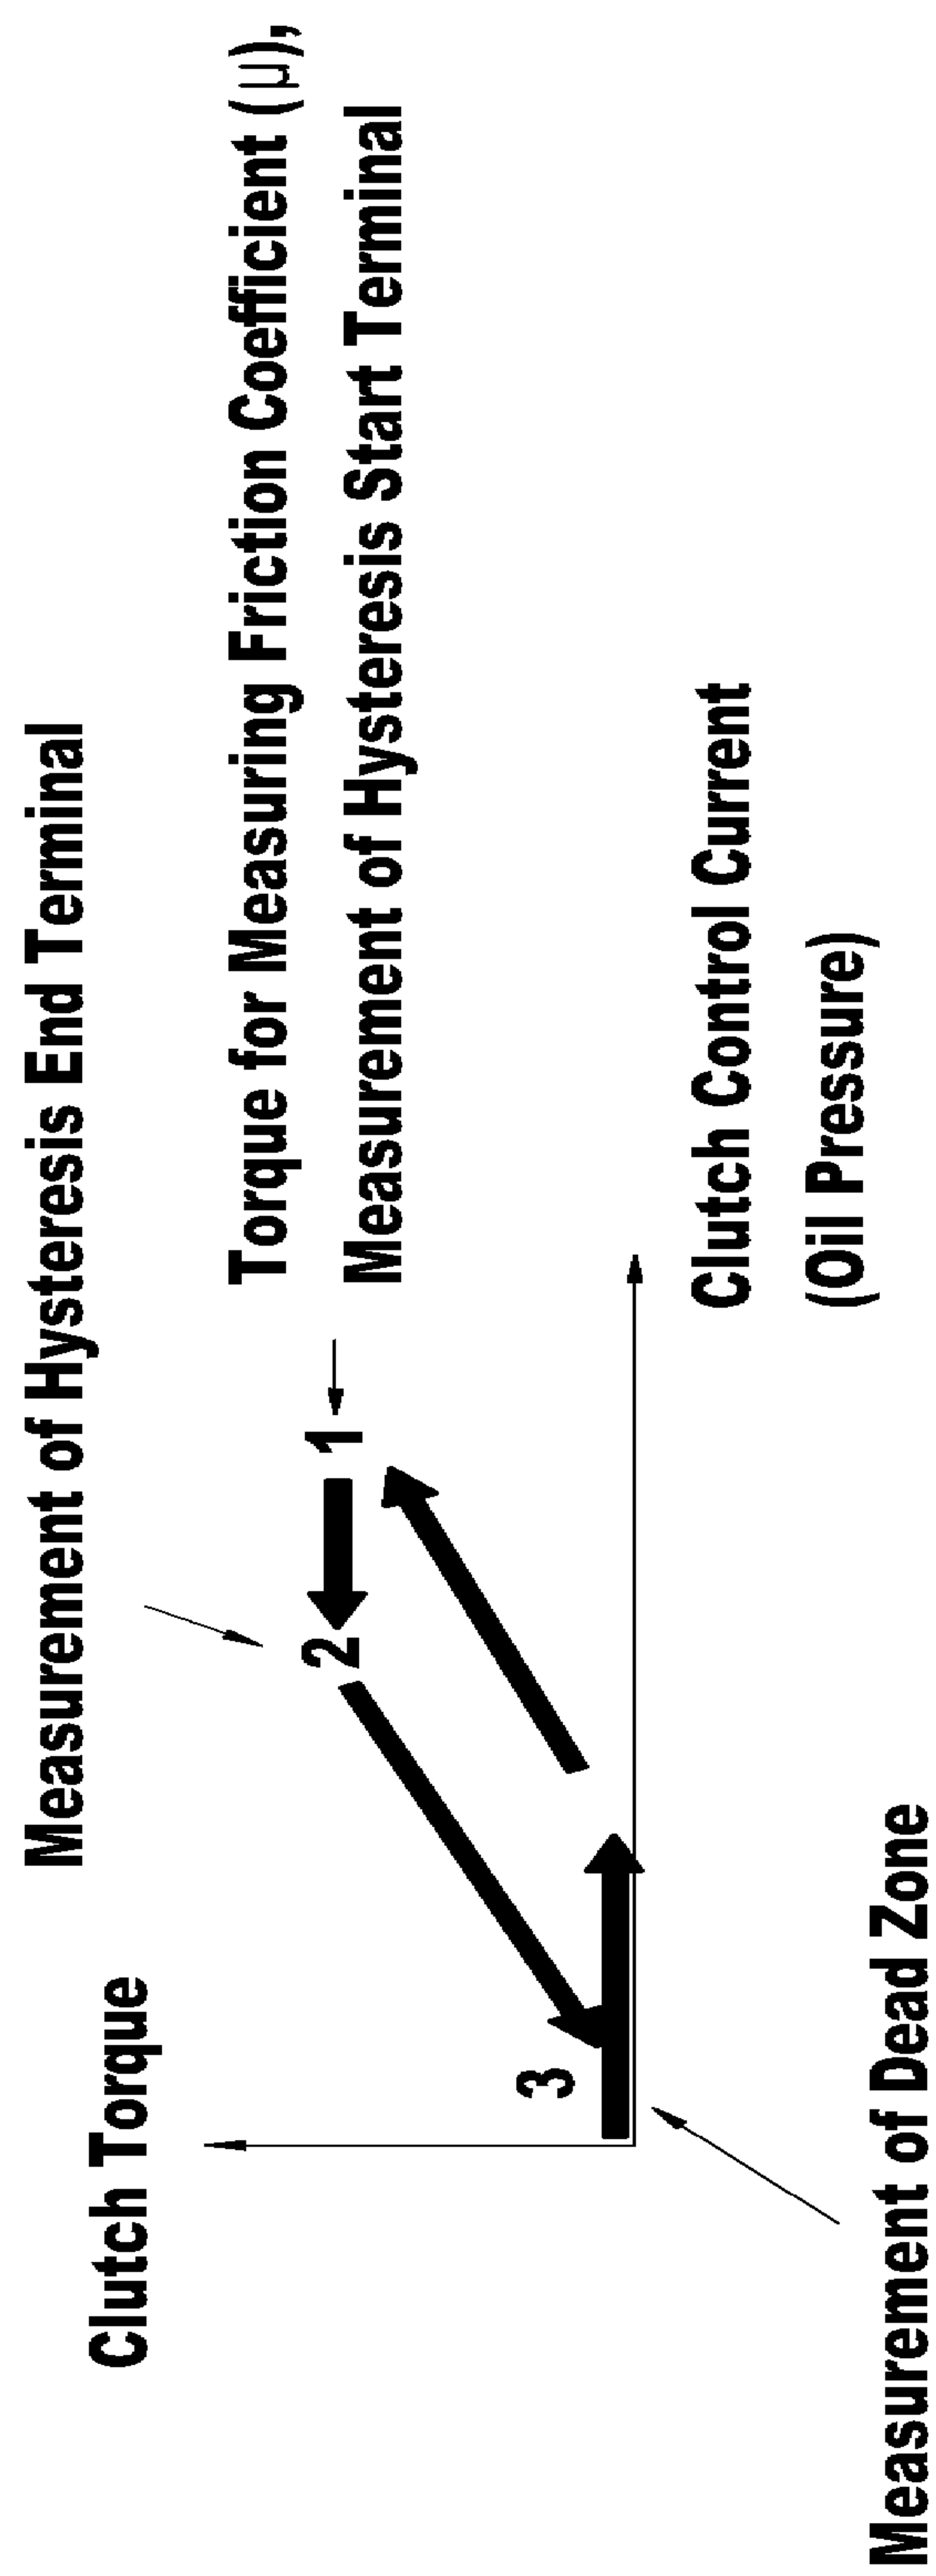 Measurement of Hysteresis End Terminal
Clutch Torque
Torque for Measuring Friction Coefficient (μ),
Measurement of Hysteresis Start Terminal
2
1
3
Clutch Control Current
(Oil Pressure)
Measurement of Dead Zone